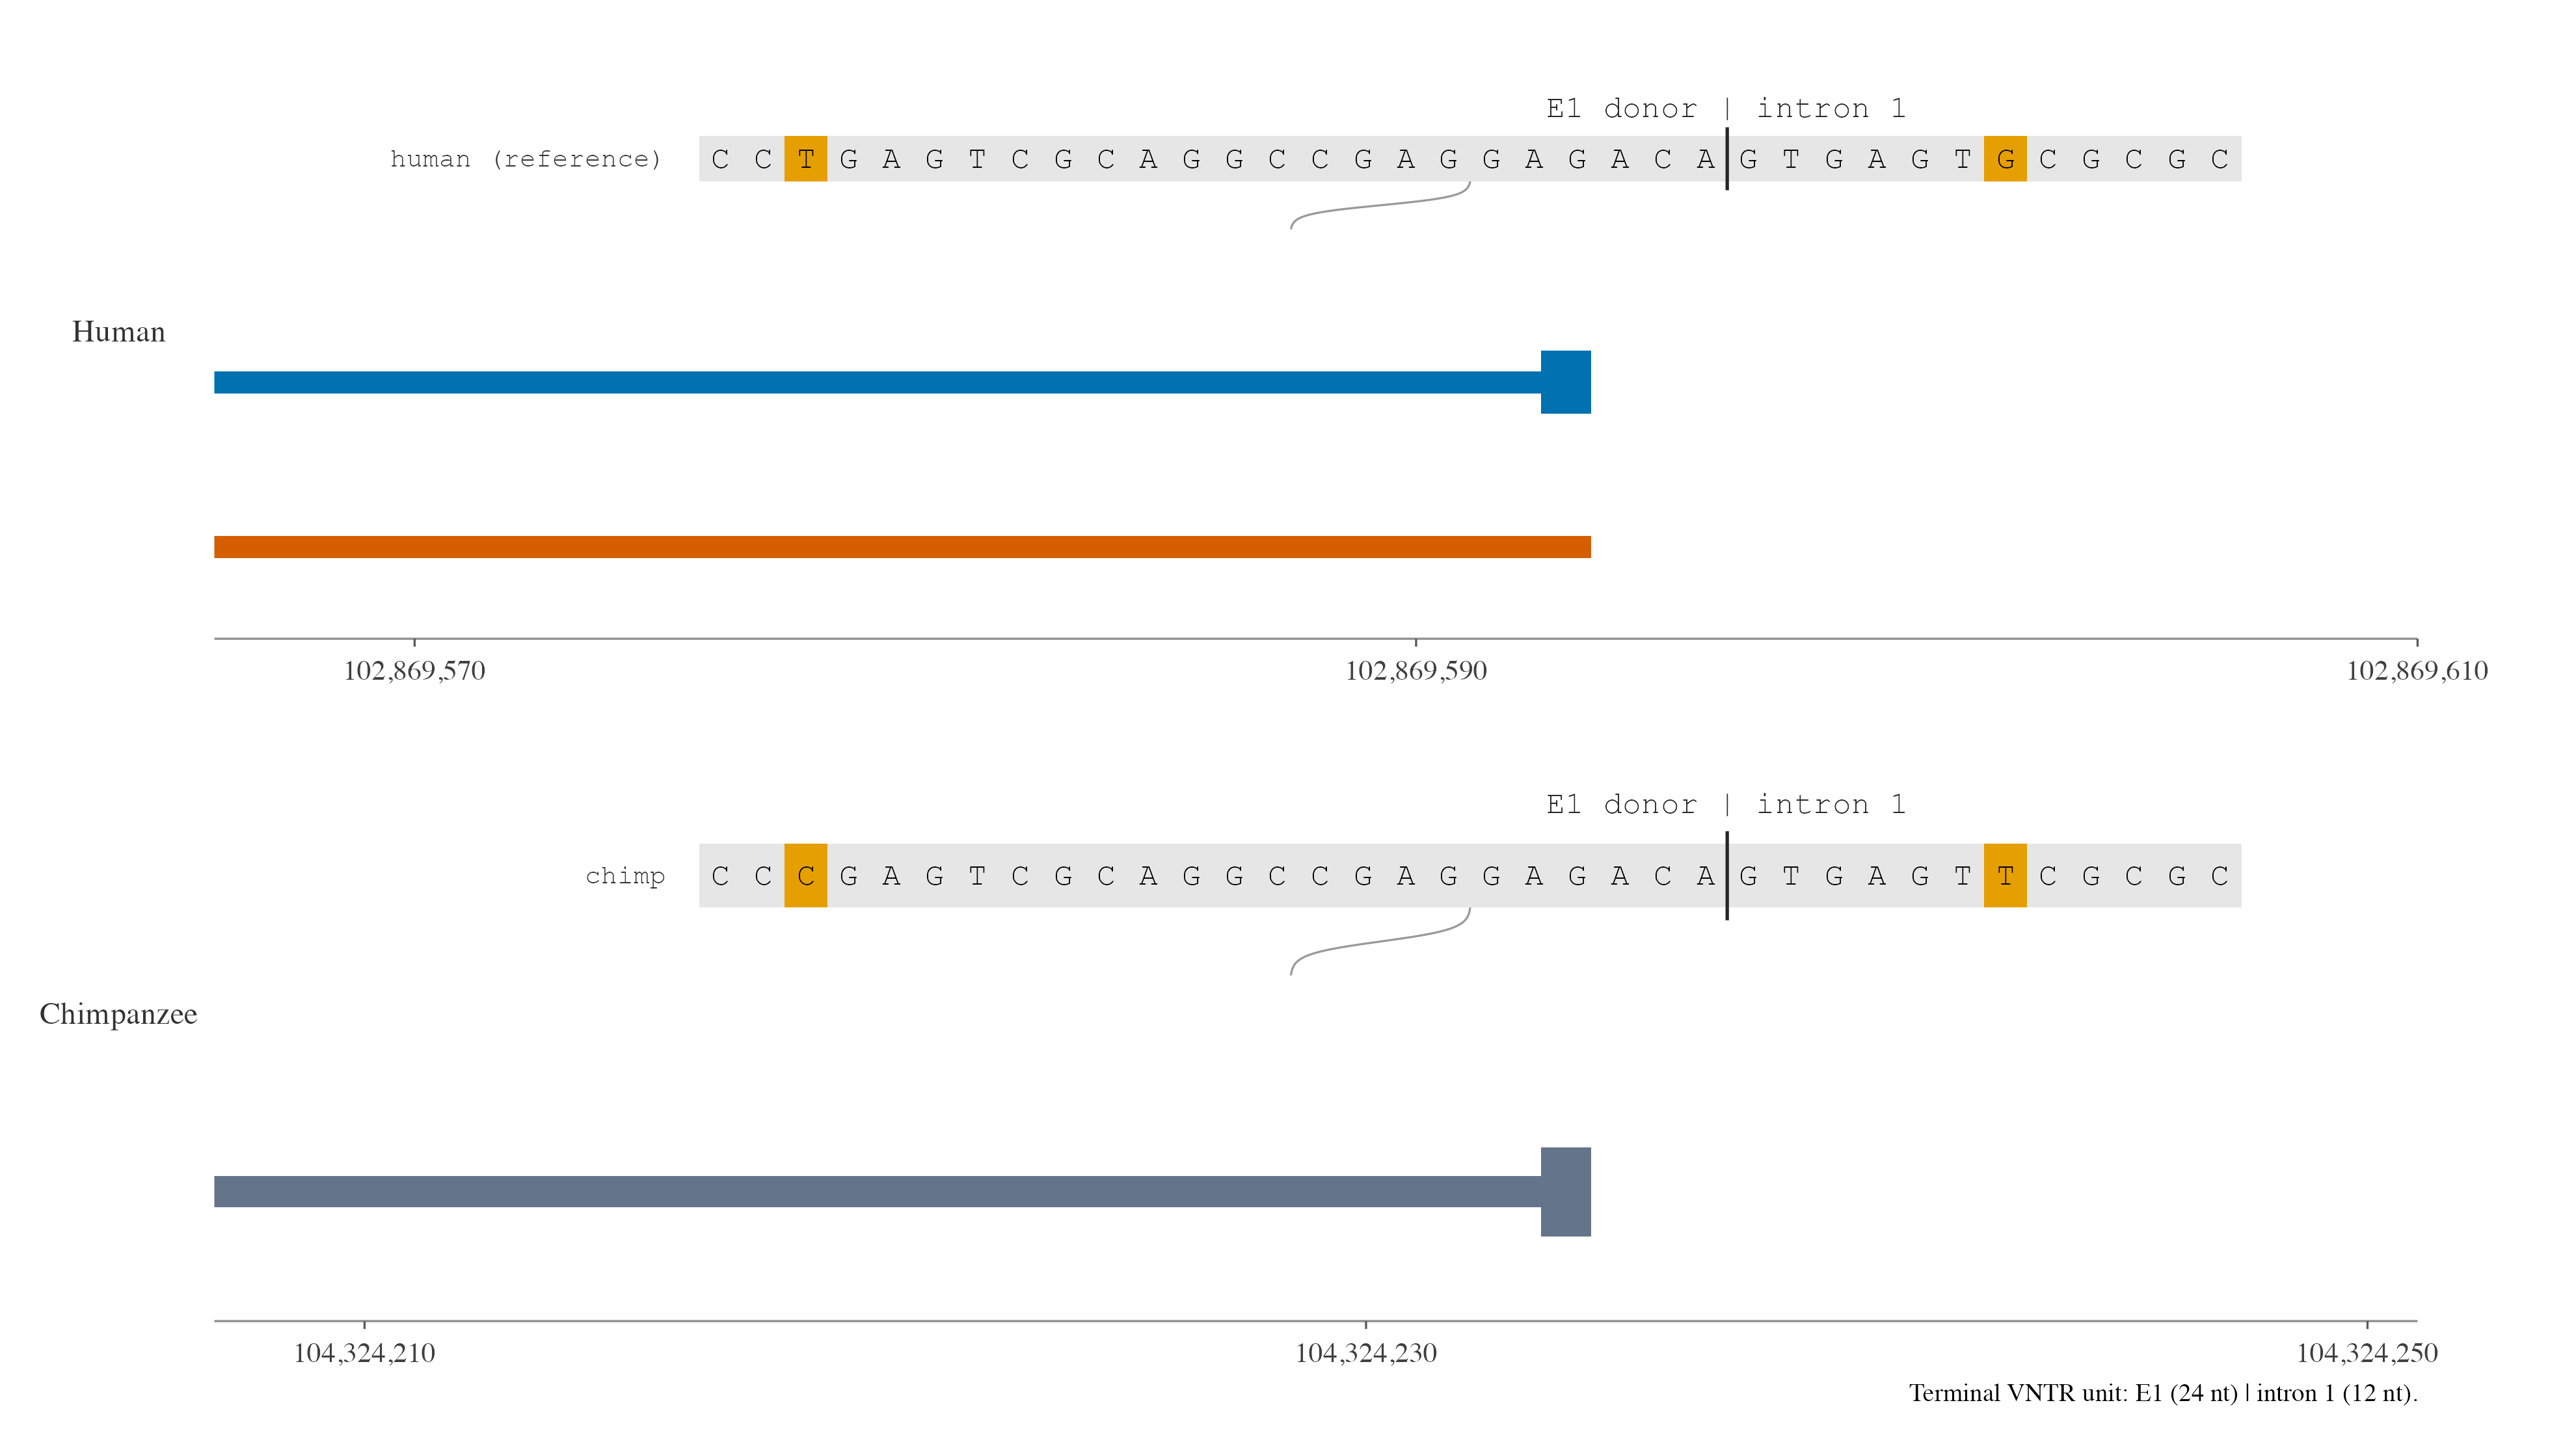 E1 donor | intron 1
human (reference) C C T G A G T C G C A G G C C G A G G A G A C A G T G A G T G C G C G C
Human
102,869,570 102,869,590 102,869,610
E1 donor | intron 1
chimp C C C G A G T C G C A G G C C G A G G A G A C A G T G A G T T C G C G C
Chimpanzee
104,324,210 104,324,230 104,324,250
Terminal VNTR unit: E1 (24 nt) | intron 1 (12 nt).